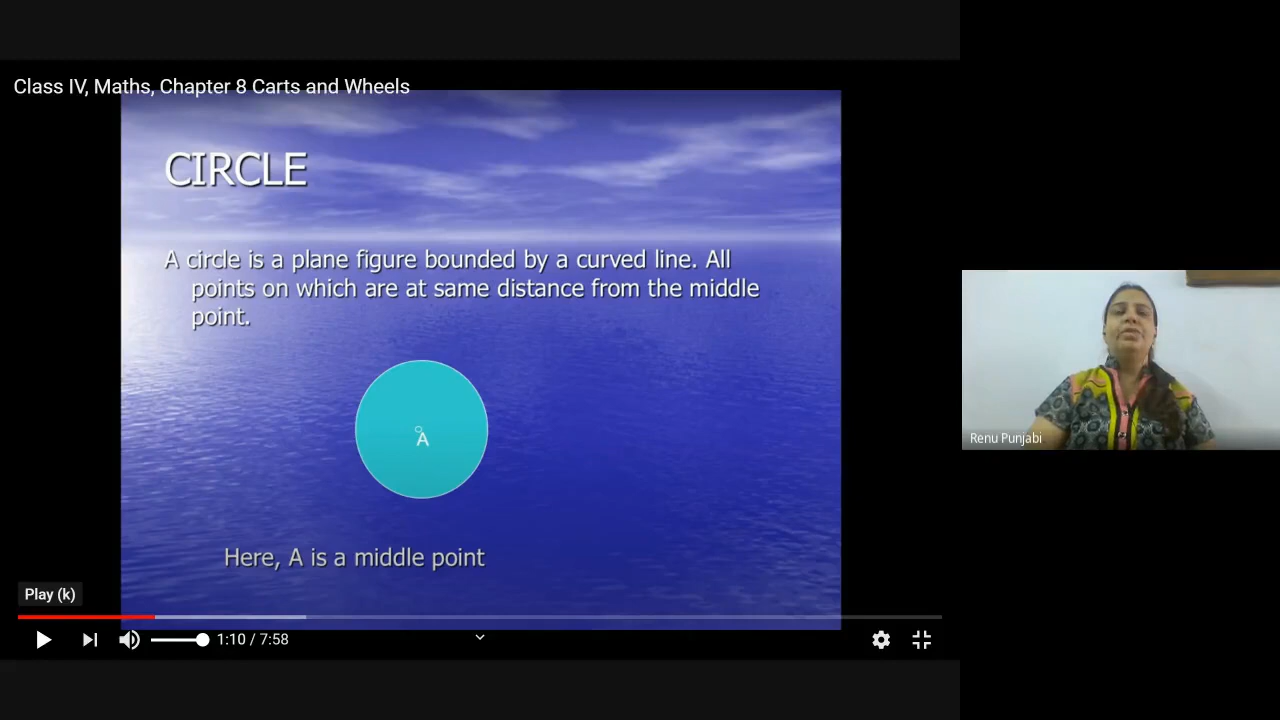 Class IV, Maths, Chapter 8 Carts and Wheels
CIRCLE
A circle is a plane figure bounded by a curved line. All
points on which are at same distance from the middle
point.
A
Here, A is a middle point
Renu Punjabi
Play (k)
1:10 / 7:58